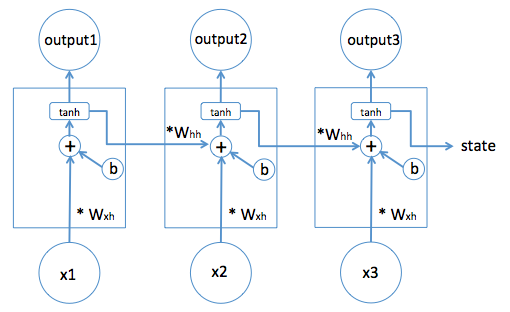 output1 output2 output3
tanh tanh tanh
*Whh *Whh
+ + + state
b b b
* Wxh * Wxh * Wxh
x1 x2 x3